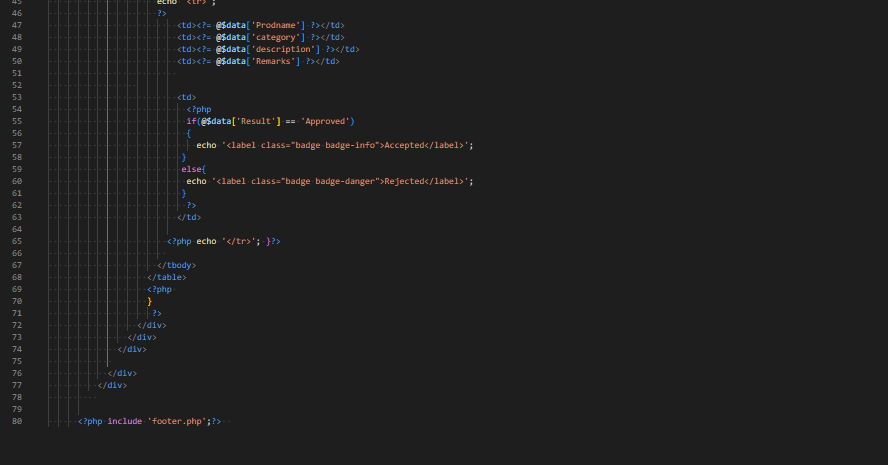 45 echo '<tr>';
46 ?>
47 <td><?= @$data['Prodname'] ?></td>
48 <td><?= @$data['category'] ?></td>
49 <td><?= @$data['description'] ?></td>
50 <td><?= @$data['Remarks'] ?></td>
51
52
53 <td>
54 <?php
55 if(@$data['Result'] == 'Approved')
56 {
57 echo '<label class="badge badge-info">Accepted</label>';
58 }
59 else{
60 echo '<label class="badge badge-danger">Rejected</label>';
61 }
62 ?>
63 </td>
64
65 <?php echo '</tr>'; }?>
66
67 </tbody>
68 </table>
69 <?php
70 }
71 ?>
72 </div>
73 </div>
74 </div>
75
76 </div>
77 </div>
78
79
80 <?php include 'footer.php';?>